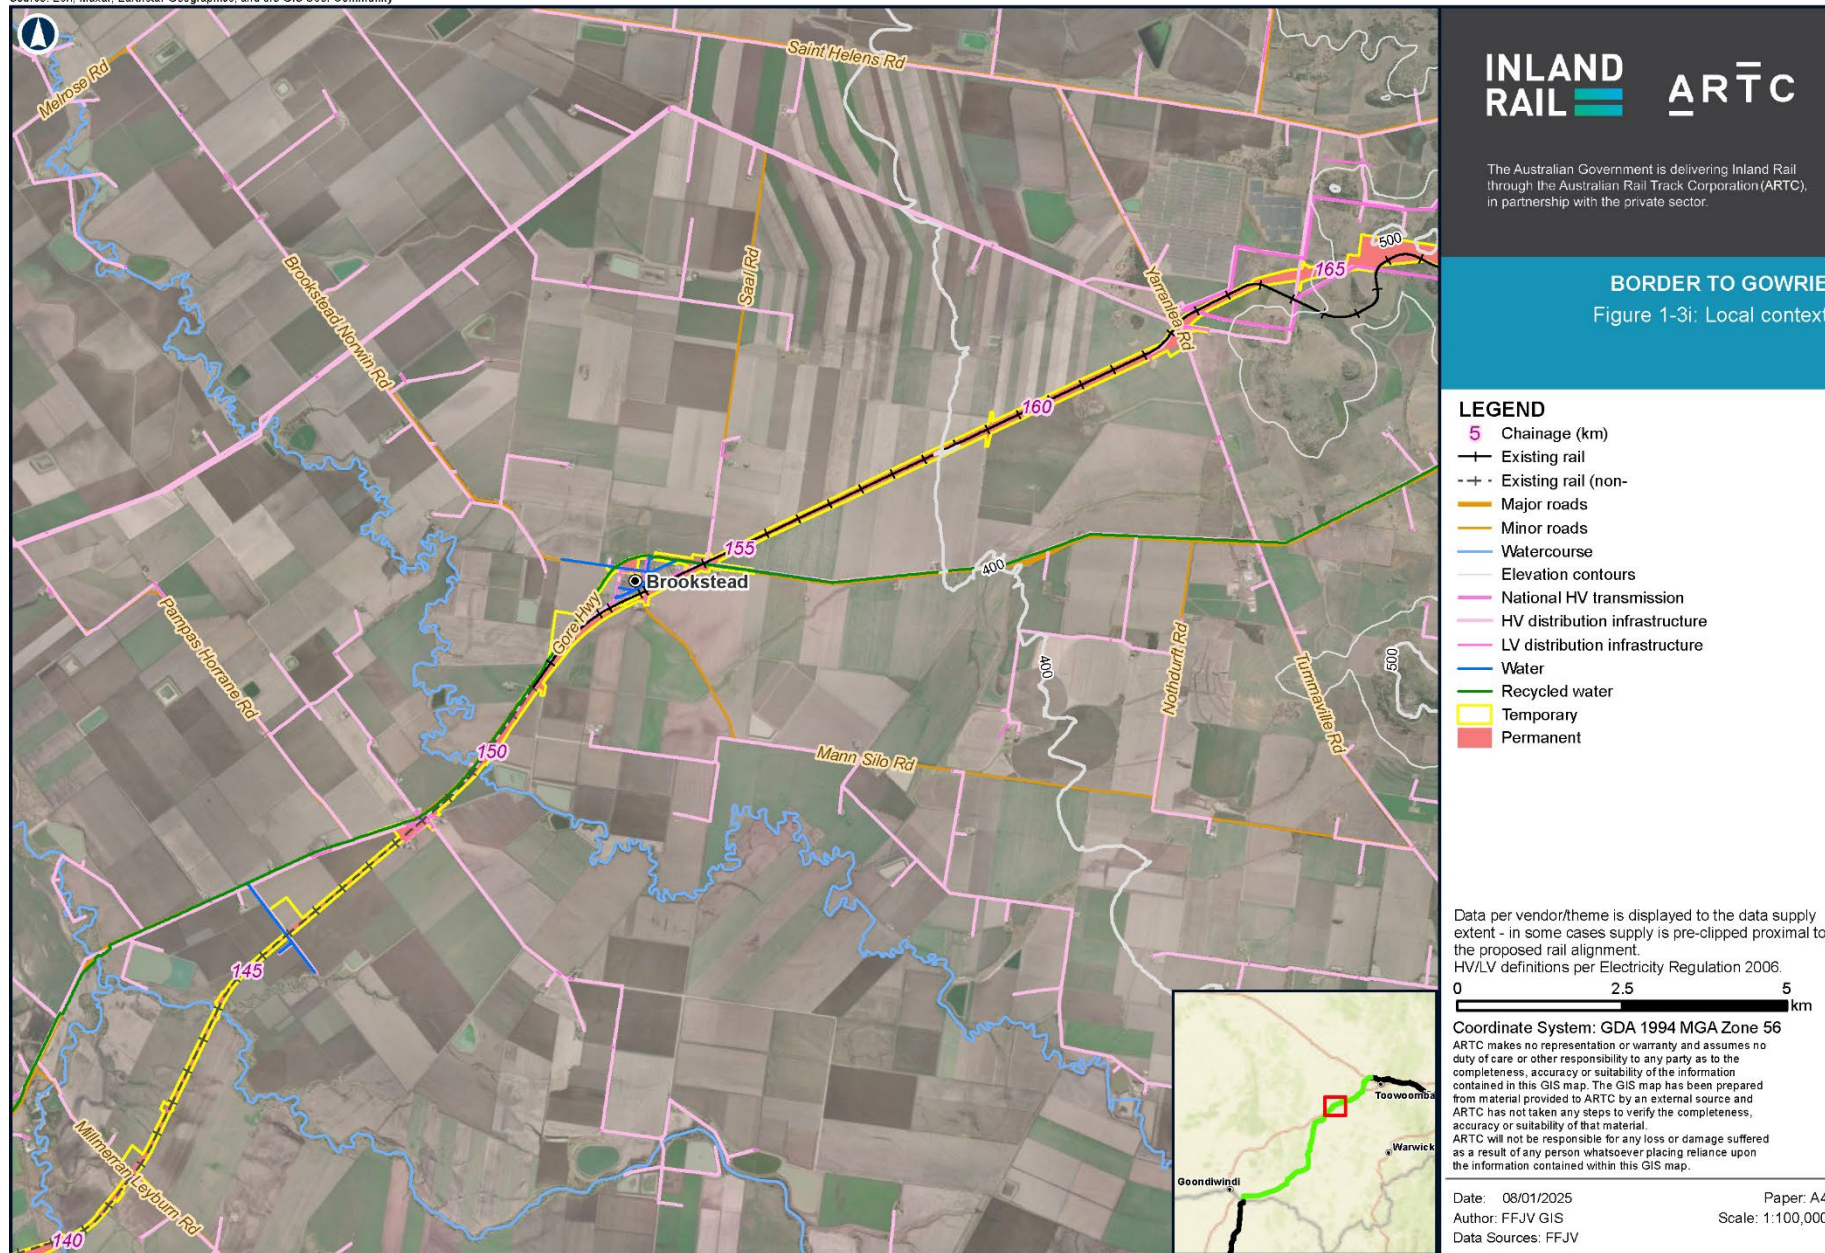 Source: Esri, Maxar, Earthstar Geographics, and the GIS User Community
INLAND
RAIL
ARTC
The Australian Government is delivering Inland Rail
through the Australian Rail Track Corporation (ARTC),
in partnership with the private sector.
BORDER TO GOWRIE
Figure 1-3i: Local context
LEGEND
5 Chainage (km)
Existing rail
Existing rail (non-
Major roads
Minor roads
Watercourse
Elevation contours
National HV transmission
HV distribution infrastructure
LV distribution infrastructure
Water
Recycled water
Temporary
Permanent
Data per vendor/theme is displayed to the data supply
extent - in some cases supply is pre-clipped proximal to
the proposed rail alignment.
HV/LV definitions per Electricity Regulation 2006.
0 2.5 5
km
Coordinate System: GDA 1994 MGA Zone 56
ARTC makes no representation or warranty and assumes no
duty of care or other responsibility to any party as to the
completeness, accuracy or suitability of the information
contained in this GIS map. The GIS map has been prepared
from material provided to ARTC by an external source and
ARTC has not taken any steps to verify the completeness,
accuracy or suitability of that material.
ARTC will not be responsible for any loss or damage suffered
as a result of any person whatsoever placing reliance upon
the information contained within this GIS map.
Date: 08/01/2025 Paper: A4
Author: FFJV GIS Scale: 1:100,000
Data Sources: FFJV
Melrose Rd
Saint Helens Rd
Brookstead Norwin Rd
Saal Rd
Yarranlea Rd
500
165
160
155
Brookstead
400
Gore Hwy
Pampas Horrane Rd
400
Nothdurft Rd
Tummaville Rd
500
150
Mann Silo Rd
145
Millmerran Leyburn Rd
140
Toowoomba
Warwick
Goondiwindi